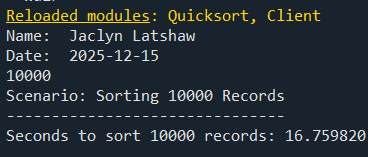 Reloaded modules: Quicksort, Client
Name:  Jaclyn Latshaw
Date:  2025-12-15
10000
Scenario: Sorting 10000 Records
-------------------------------
Seconds to sort 10000 records: 16.759820